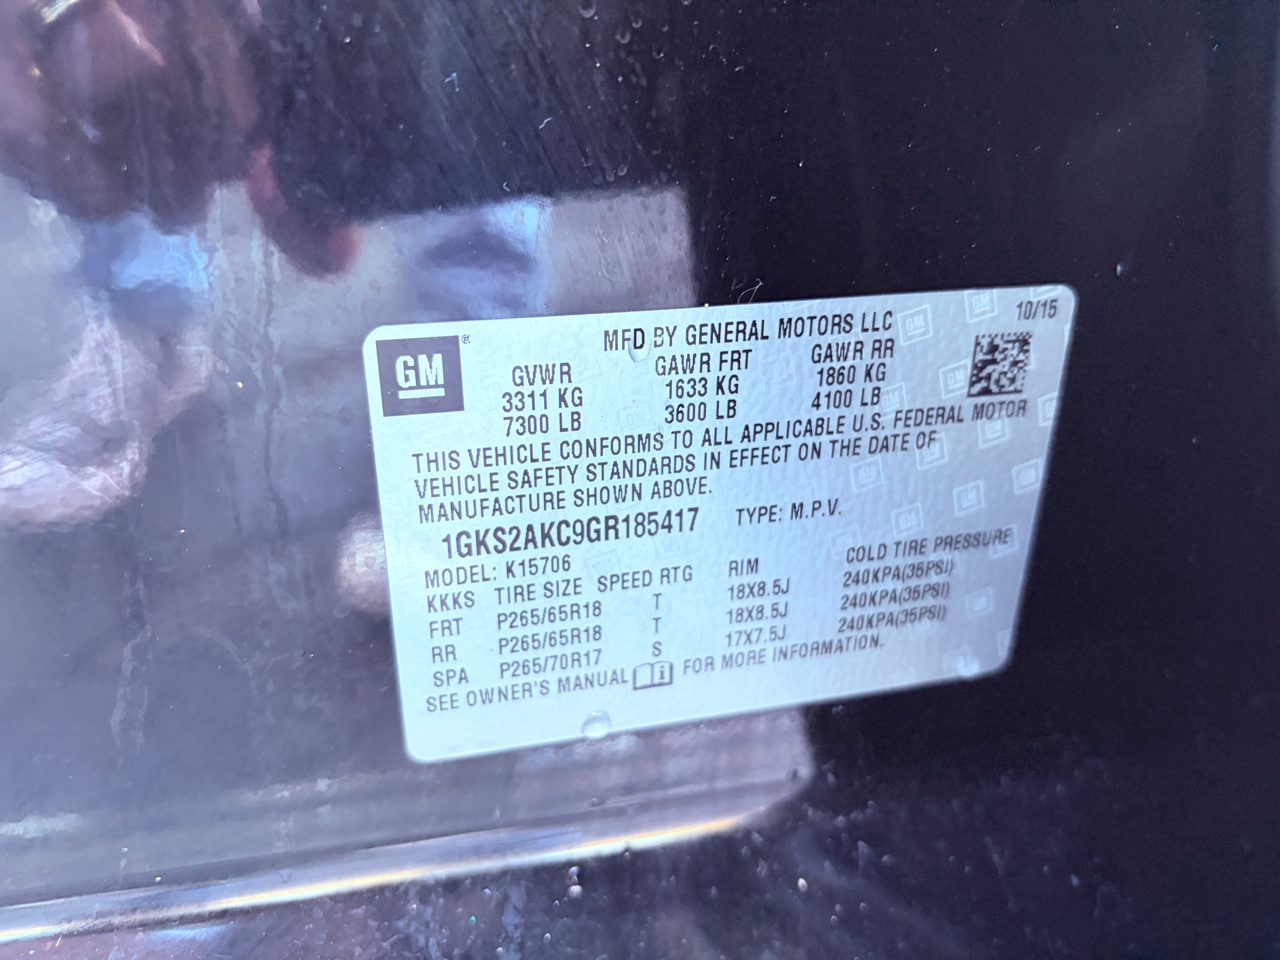 GM ®
MFD BY GENERAL MOTORS LLC 10/15
GVWR GAWR FRT GAWR RR
3311 KG 1633 KG 1860 KG
7300 LB 3600 LB 4100 LB
THIS VEHICLE CONFORMS TO ALL APPLICABLE U.S. FEDERAL MOTOR
VEHICLE SAFETY STANDARDS IN EFFECT ON THE DATE OF
MANUFACTURE SHOWN ABOVE.
1GKS2AKC9GR185417 TYPE: M.P.V.
MODEL: K15706
KKKS TIRE SIZE SPEED RTG RIM COLD TIRE PRESSURE
FRT P265/65R18 T 18X8.5J 240KPA(35PSI)
RR P265/65R18 T 18X8.5J 240KPA(35PSI)
SPA P265/70R17 S 17X7.5J 240KPA(35PSI)
SEE OWNER'S MANUAL i FOR MORE INFORMATION.